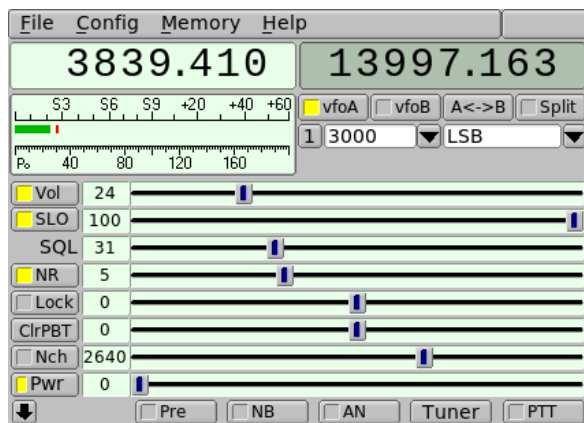 File Config Memory Help
3839.410 13997.163
S3 S6 S9 +20 +40 +60 vfoA vfoB A<->B Split
1 3000 LSB
Po 40 80 120 160
Vol 24
SLO 100
SQL 31
NR 5
Lock 0
ClrPBT 0
Nch 2640
Pwr 0
Pre NB AN Tuner PTT